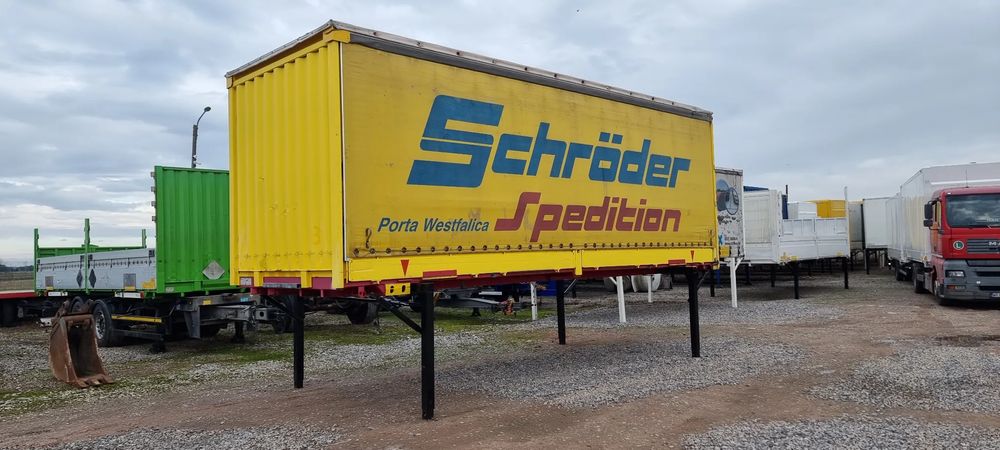 Schröder
Spedition
Porta Westfalica
L